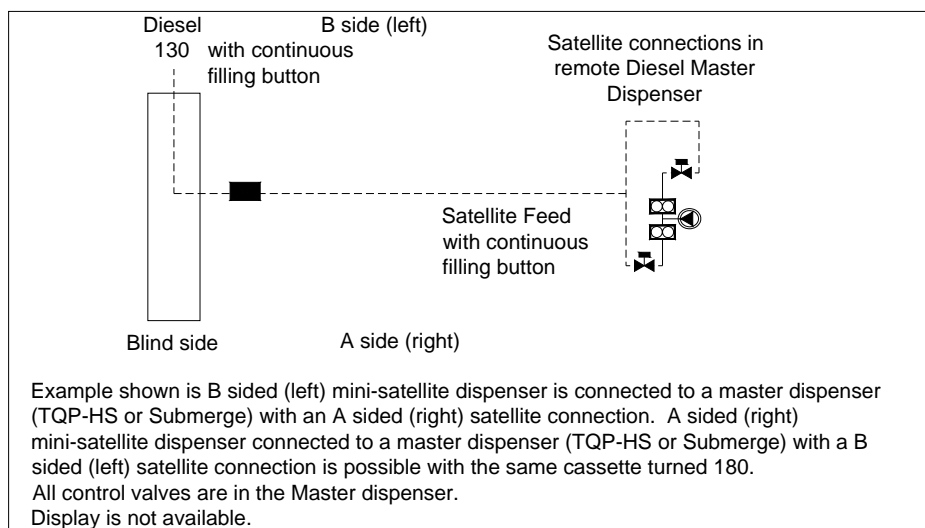 Diesel
130 with continuous
filling button
B side (left)
Satellite connections in
remote Diesel Master
Dispenser
Satellite Feed
with continuous
filling button
Blind side
A side (right)
Example shown is B sided (left) mini-satellite dispenser is connected to a master dispenser
(TQP-HS or Submerge) with an A sided (right) satellite connection. A sided (right)
mini-satellite dispenser connected to a master dispenser (TQP-HS or Submerge) with a B
sided (left) satellite connection is possible with the same cassette turned 180.
All control valves are in the Master dispenser.
Display is not available.